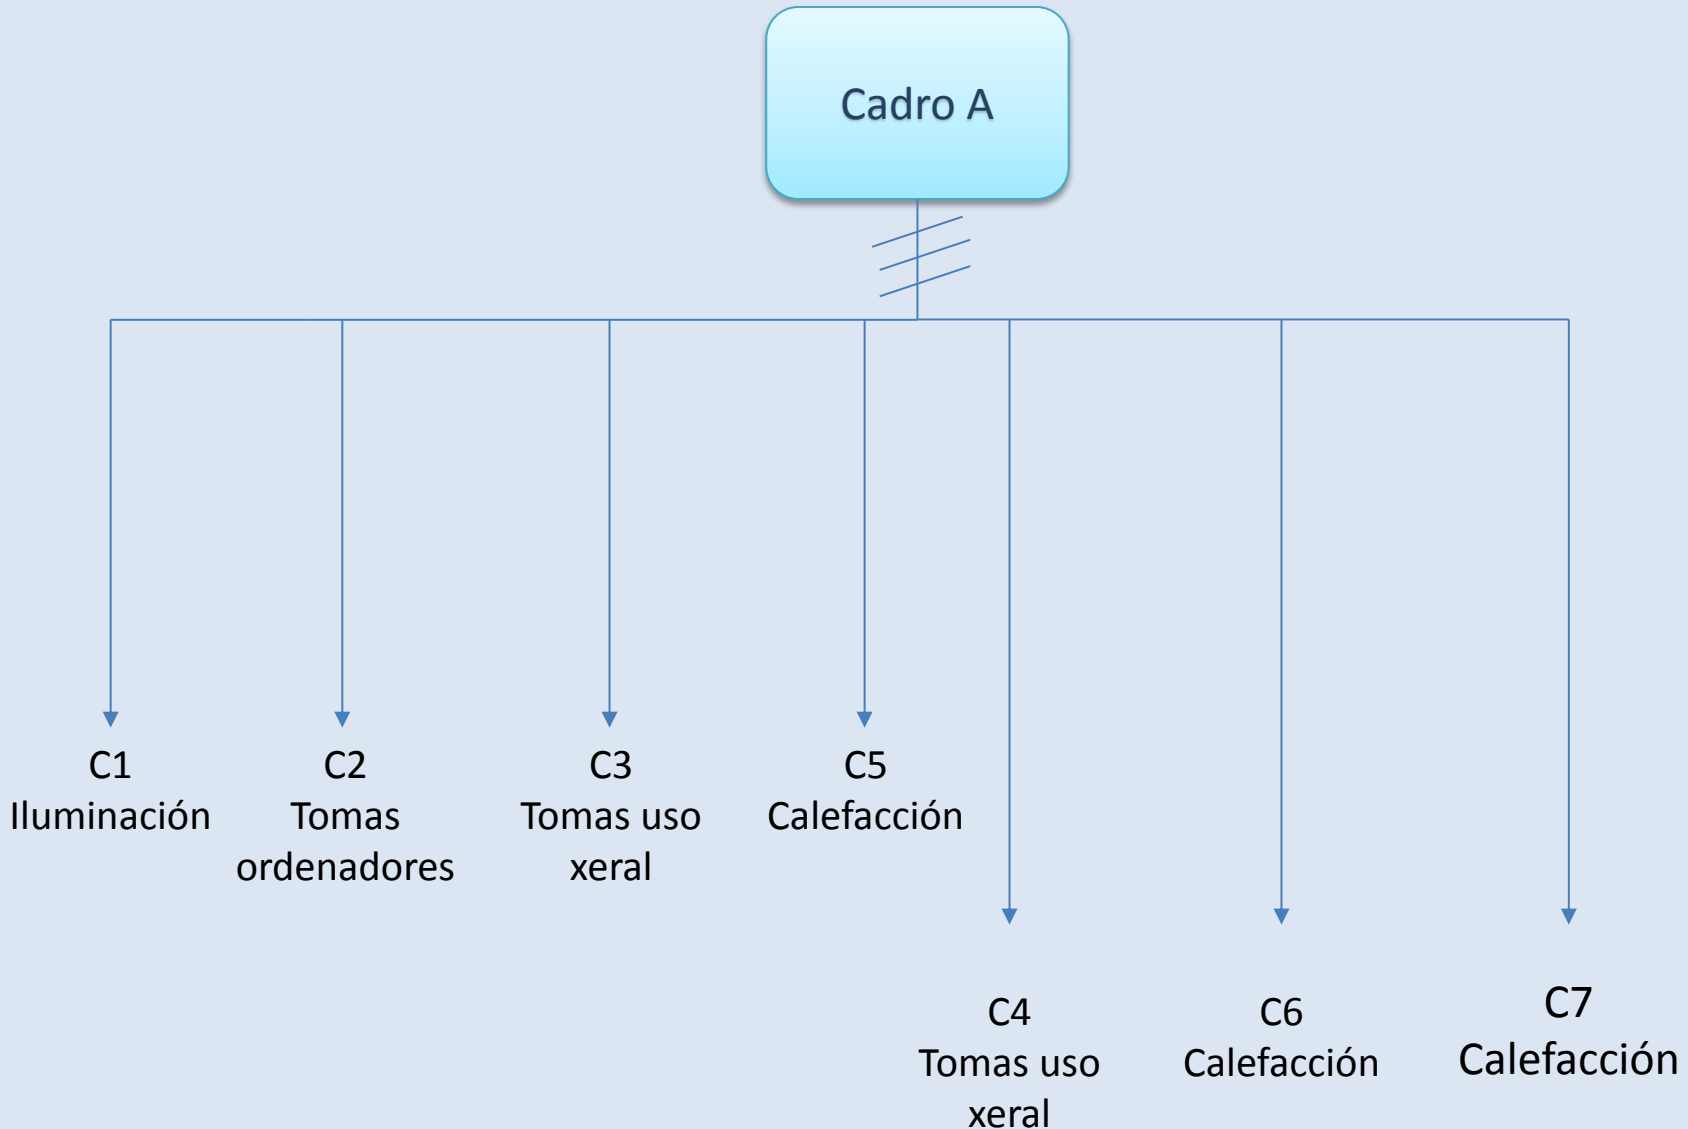 Cadro A
C1
Iluminación
C2
Tomas
ordenadores
C3
Tomas uso
xeral
C5
Calefacción
C4
Tomas uso
xeral
C6
Calefacción
C7
Calefacción